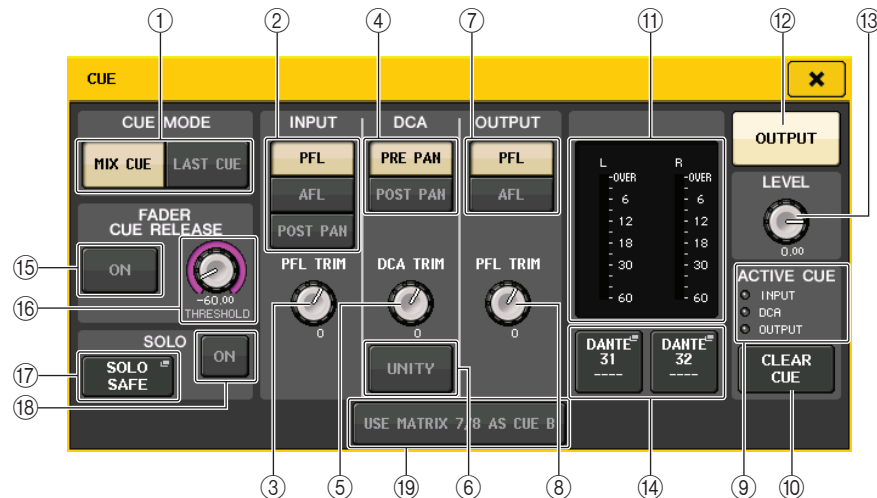 ① ② ④ ⑦ ⑪ ⑫ ⑬
CUE
CUE MODE
MIX CUE LAST CUE
INPUT DCA OUTPUT
PFL
AFL
POST PAN
PRE PAN
POST PAN
PFL
AFL
L R
OVER OVER
6 6
12 12
18 18
30 30
60 60
OUTPUT
LEVEL
0.00
FADER
CUE RELEASE
ON
-60.00
THRESHOLD
PFL TRIM
0
DCA TRIM
0
PFL TRIM
0
ACTIVE CUE
INPUT
DCA
OUTPUT
SOLO
SOLO
SAFE
ON
UNITY
DANTE
31
----
DANTE
32
----
CLEAR
CUE
USE MATRIX 7/8 AS CUE B
⑮
⑯
⑰
⑱
③ ⑤ ⑲ ⑥ ⑧ ⑭ ⑨ ⑩